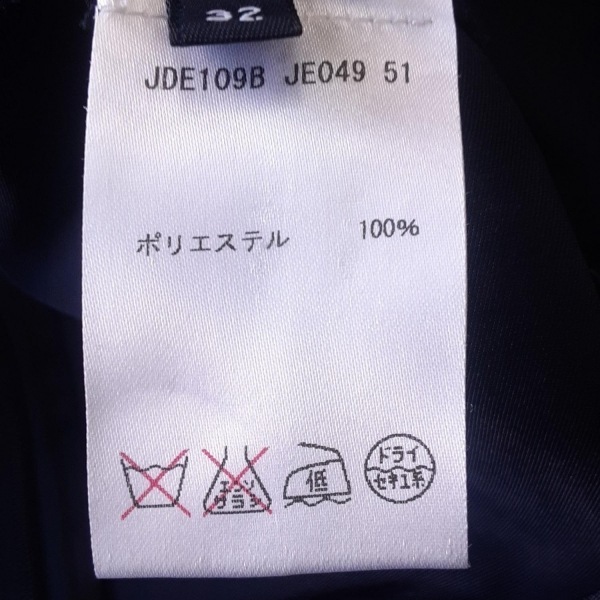 32
JDE109B JE049 51
ポリエステル 100%
エンソ 低 ドライ
サラシ セキユ系